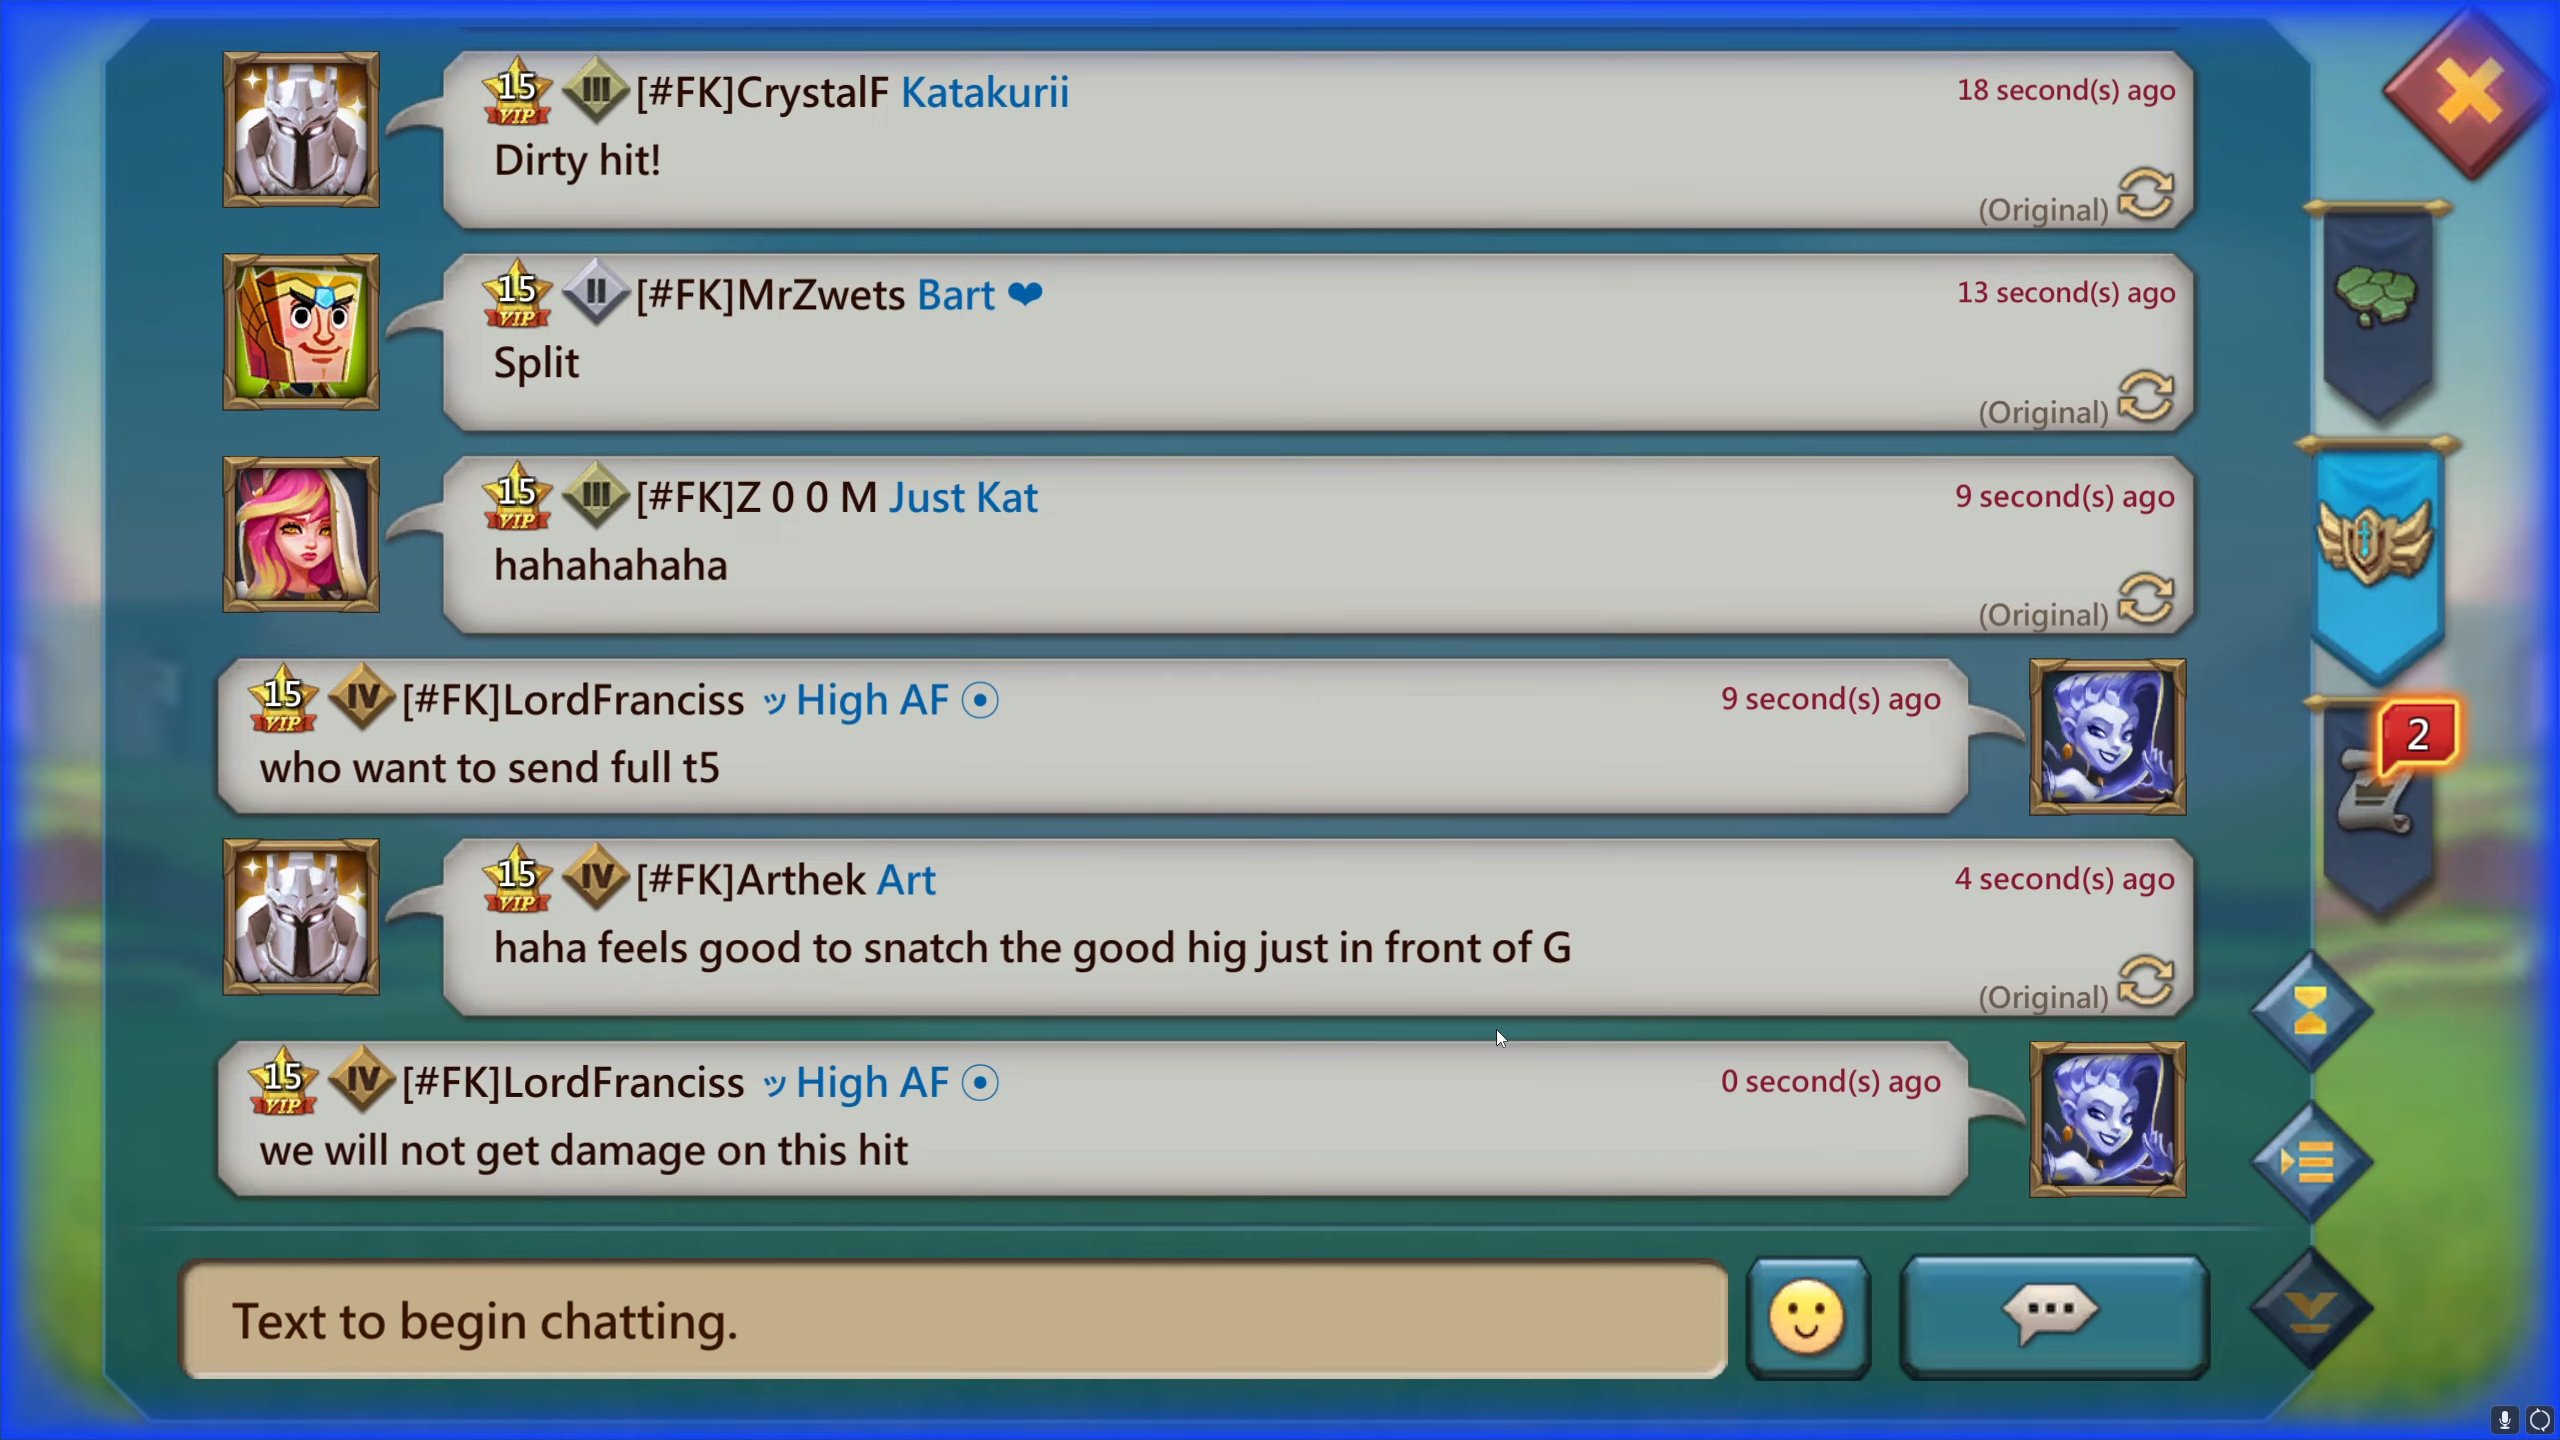 15 VIP III [#FK]CrystalF Katakurii 18 second(s) ago
Dirty hit!
(Original)
15 VIP II [#FK]MrZwets Bart ❤ 13 second(s) ago
Split
(Original)
15 VIP III [#FK]Z 0 0 M Just Kat 9 second(s) ago
hahahahaha
(Original)
15 VIP IV [#FK]LordFranciss ッ High AF ⦿ 9 second(s) ago
who want to send full t5
2
15 VIP IV [#FK]Arthek Art 4 second(s) ago
haha feels good to snatch the good hig just in front of G
(Original)
15 VIP IV [#FK]LordFranciss ッ High AF ⦿ 0 second(s) ago
we will not get damage on this hit
Text to begin chatting.